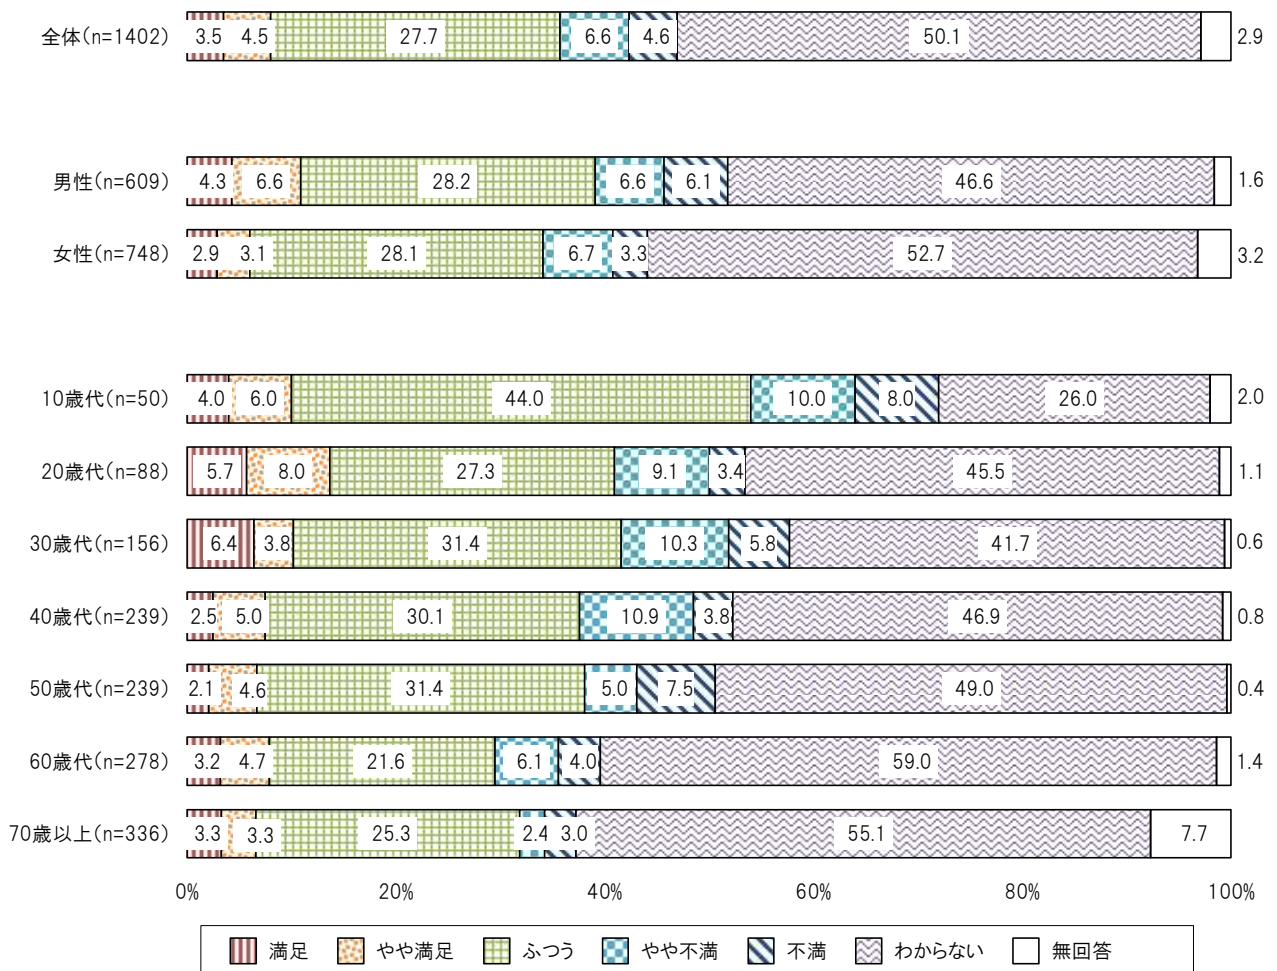 全体(n=1402) 3.5 4.5 27.7 6.6 4.6 50.1 2.9
男性(n=609) 4.3 6.6 28.2 6.6 6.1 46.6 1.6
女性(n=748) 2.9 3.1 28.1 6.7 3.3 52.7 3.2
10歳代(n=50) 4.0 6.0 44.0 10.0 8.0 26.0 2.0
20歳代(n=88) 5.7 8.0 27.3 9.1 3.4 45.5 1.1
30歳代(n=156) 6.4 3.8 31.4 10.3 5.8 41.7 0.6
40歳代(n=239) 2.5 5.0 30.1 10.9 3.8 46.9 0.8
50歳代(n=239) 2.1 4.6 31.4 5.0 7.5 49.0 0.4
60歳代(n=278) 3.2 4.7 21.6 6.1 4.0 59.0 1.4
70歳以上(n=336) 3.3 3.3 25.3 2.4 3.0 55.1 7.7
0% 20% 40% 60% 80% 100%
満足 やや満足 ふつう やや不満 不満 わからない 無回答